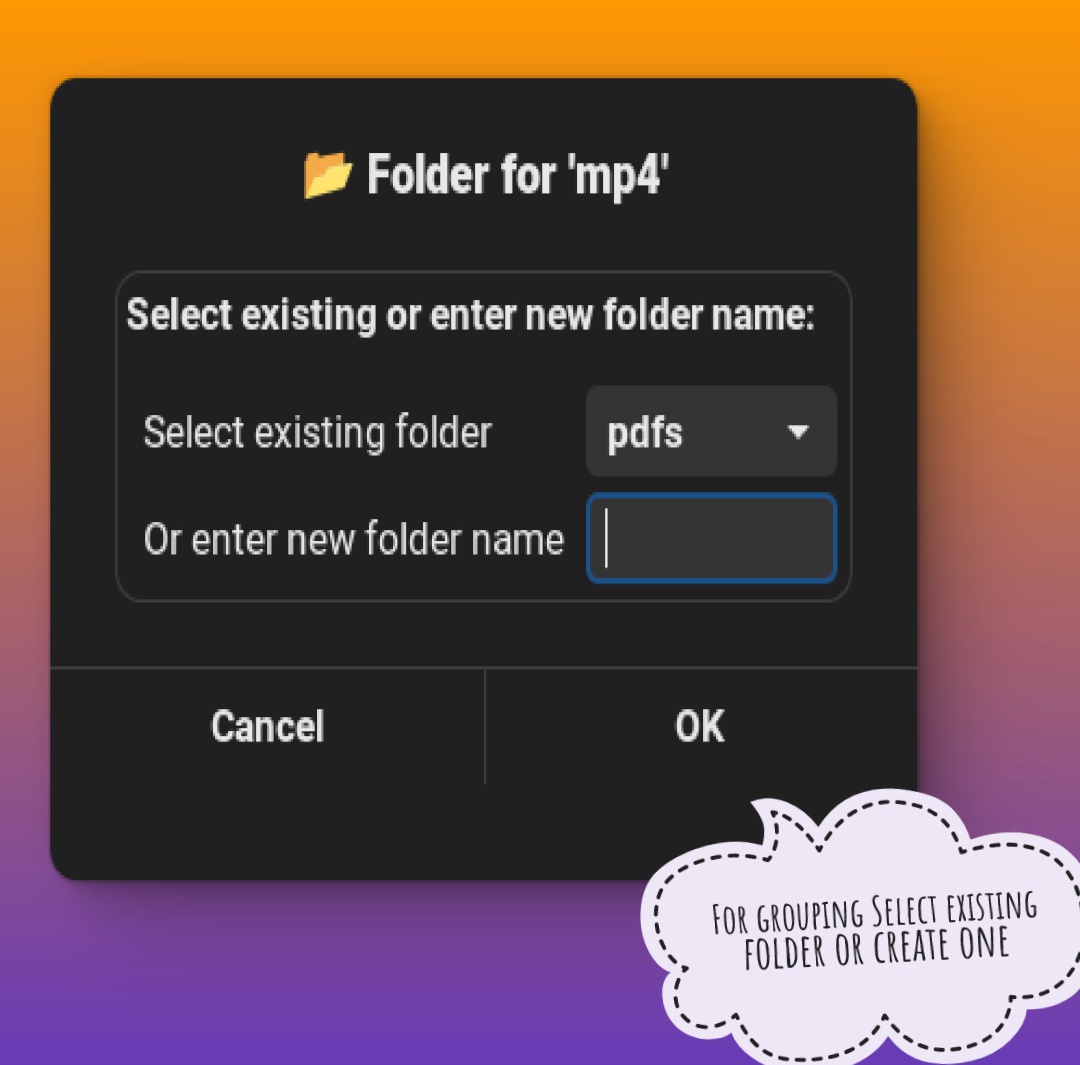 📂 Folder for 'mp4'
Select existing or enter new folder name:
Select existing folder
pdfs
Or enter new folder name
Cancel
OK
For grouping Select existing
folder or create one